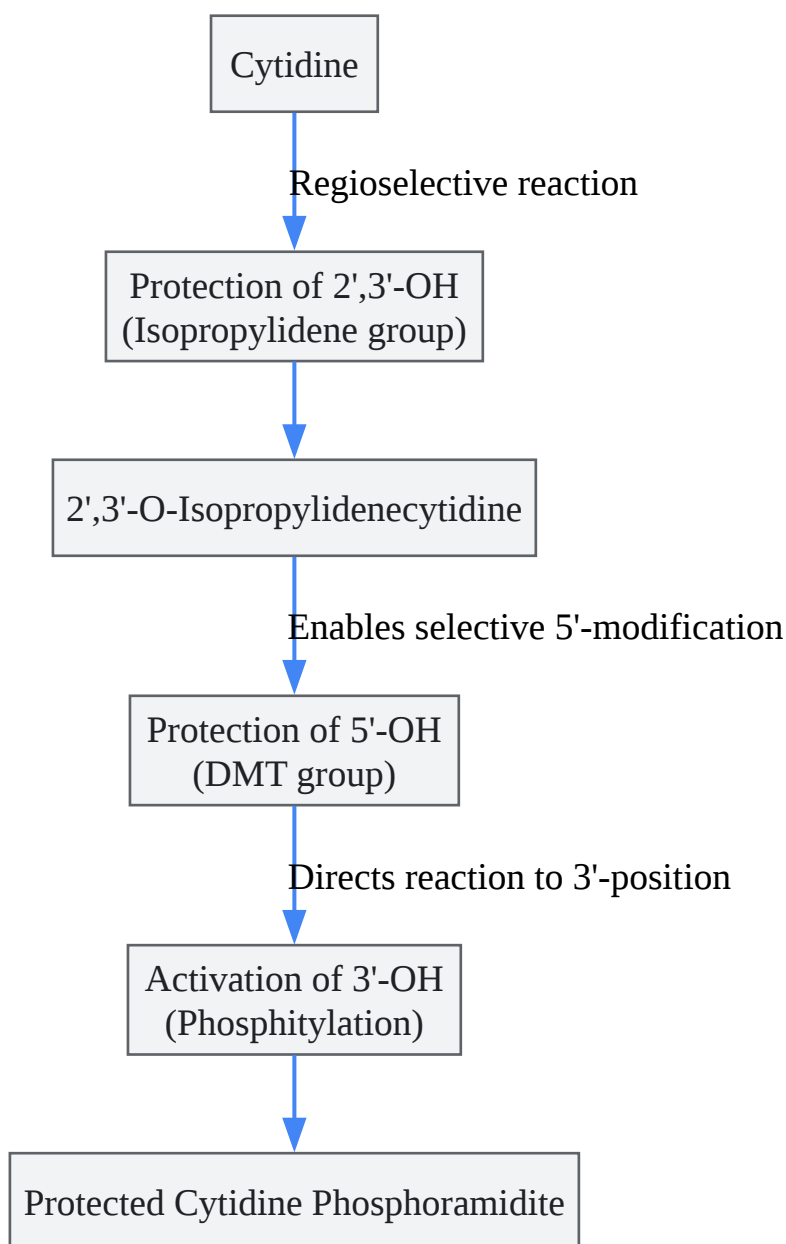 Cytidine
Regioselective reaction
Protection of 2',3'-OH
(Isopropylidene group)
2',3'-O-Isopropylidenecytidine
Enables selective 5'-modification
Protection of 5'-OH
(DMT group)
Directs reaction to 3'-position
Activation of 3'-OH
(Phosphitylation)
Protected Cytidine Phosphoramidite